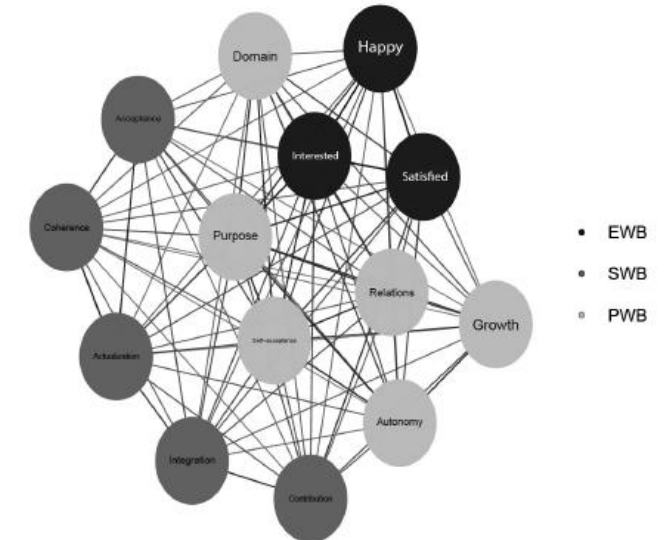 Happy
Domain
Acceptance
Interested
Satisfied
Coherence
Purpose
Relations
Growth
Self-acceptance
Actualization
Autonomy
Integration
Contribution
EWB
SWB
PWB